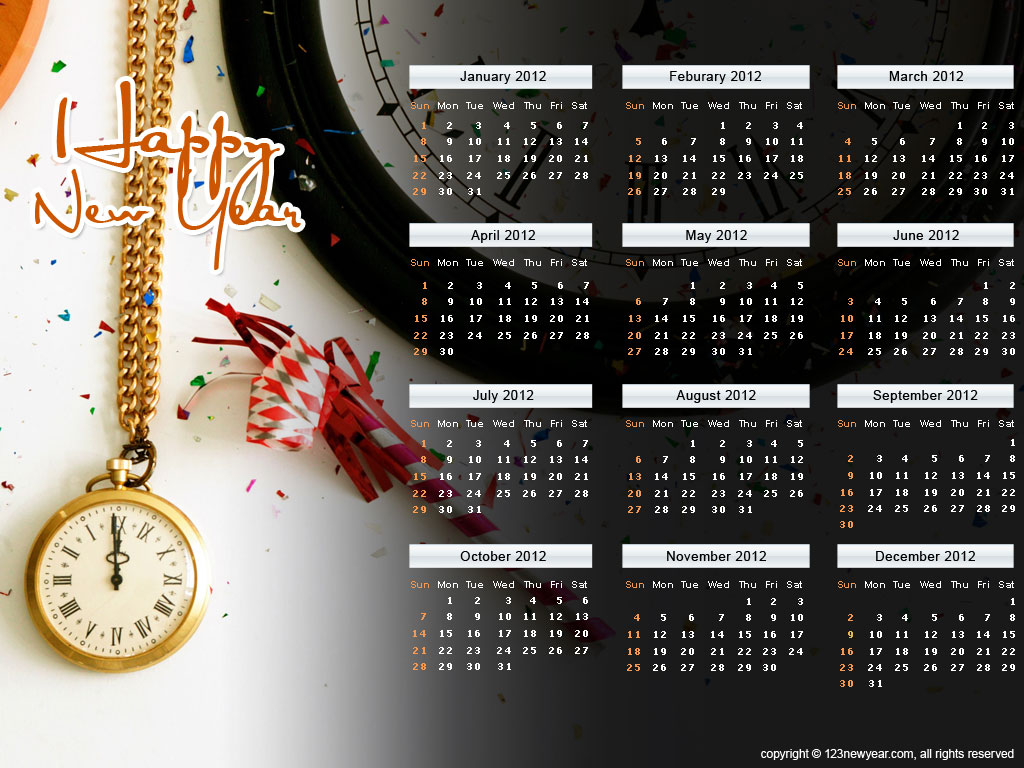 Happy
New Year
January 2012
Sun Mon Tue Wed Thu Fri Sat
1 2 3 4 5 6 7
8 9 10 11 12 13 14
15 16 17 18 19 20 21
22 23 24 25 26 27 28
29 30 31
Feburary 2012
Sun Mon Tue Wed Thu Fri Sat
1 2 3 4
5 6 7 8 9 10 11
12 13 14 15 16 17 18
19 20 21 22 23 24 25
26 27 28 29
March 2012
Sun Mon Tue Wed Thu Fri Sat
1 2 3
4 5 6 7 8 9 10
11 12 13 14 15 16 17
18 19 20 21 22 23 24
25 26 27 28 29 30 31
April 2012
Sun Mon Tue Wed Thu Fri Sat
1 2 3 4 5 6 7
8 9 10 11 12 13 14
15 16 17 18 19 20 21
22 23 24 25 26 27 28
29 30
May 2012
Sun Mon Tue Wed Thu Fri Sat
1 2 3 4 5
6 7 8 9 10 11 12
13 14 15 16 17 18 19
20 21 22 23 24 25 26
27 28 29 30 31
June 2012
Sun Mon Tue Wed Thu Fri Sat
1 2
3 4 5 6 7 8 9
10 11 12 13 14 15 16
17 18 19 20 21 22 23
24 25 26 27 28 29 30
July 2012
Sun Mon Tue Wed Thu Fri Sat
1 2 3 4 5 6 7
8 9 10 11 12 13 14
15 16 17 18 19 20 21
22 23 24 25 26 27 28
29 30 31
August 2012
Sun Mon Tue Wed Thu Fri Sat
1 2 3 4 5
6 7 8 9 10 11 12
13 14 15 16 17 18 19
20 21 22 23 24 25 26
27 28 29 30 31
September 2012
Sun Mon Tue Wed Thu Fri Sat
1
2 3 4 5 6 7 8
9 10 11 12 13 14 15
16 17 18 19 20 21 22
23 24 25 26 27 28 29
30
October 2012
Sun Mon Tue Wed Thu Fri Sat
1 2 3 4 5 6
7 8 9 10 11 12 13
14 15 16 17 18 19 20
21 22 23 24 25 26 27
28 29 30 31
November 2012
Sun Mon Tue Wed Thu Fri Sat
1 2 3
4 5 6 7 8 9 10
11 12 13 14 15 16 17
18 19 20 21 22 23 24
25 26 27 28 29 30
December 2012
Sun Mon Tue Wed Thu Fri Sat
1
2 3 4 5 6 7 8
9 10 11 12 13 14 15
16 17 18 19 20 21 22
23 24 25 26 27 28 29
30 31
copyright © 123newyear.com, all rights reserved